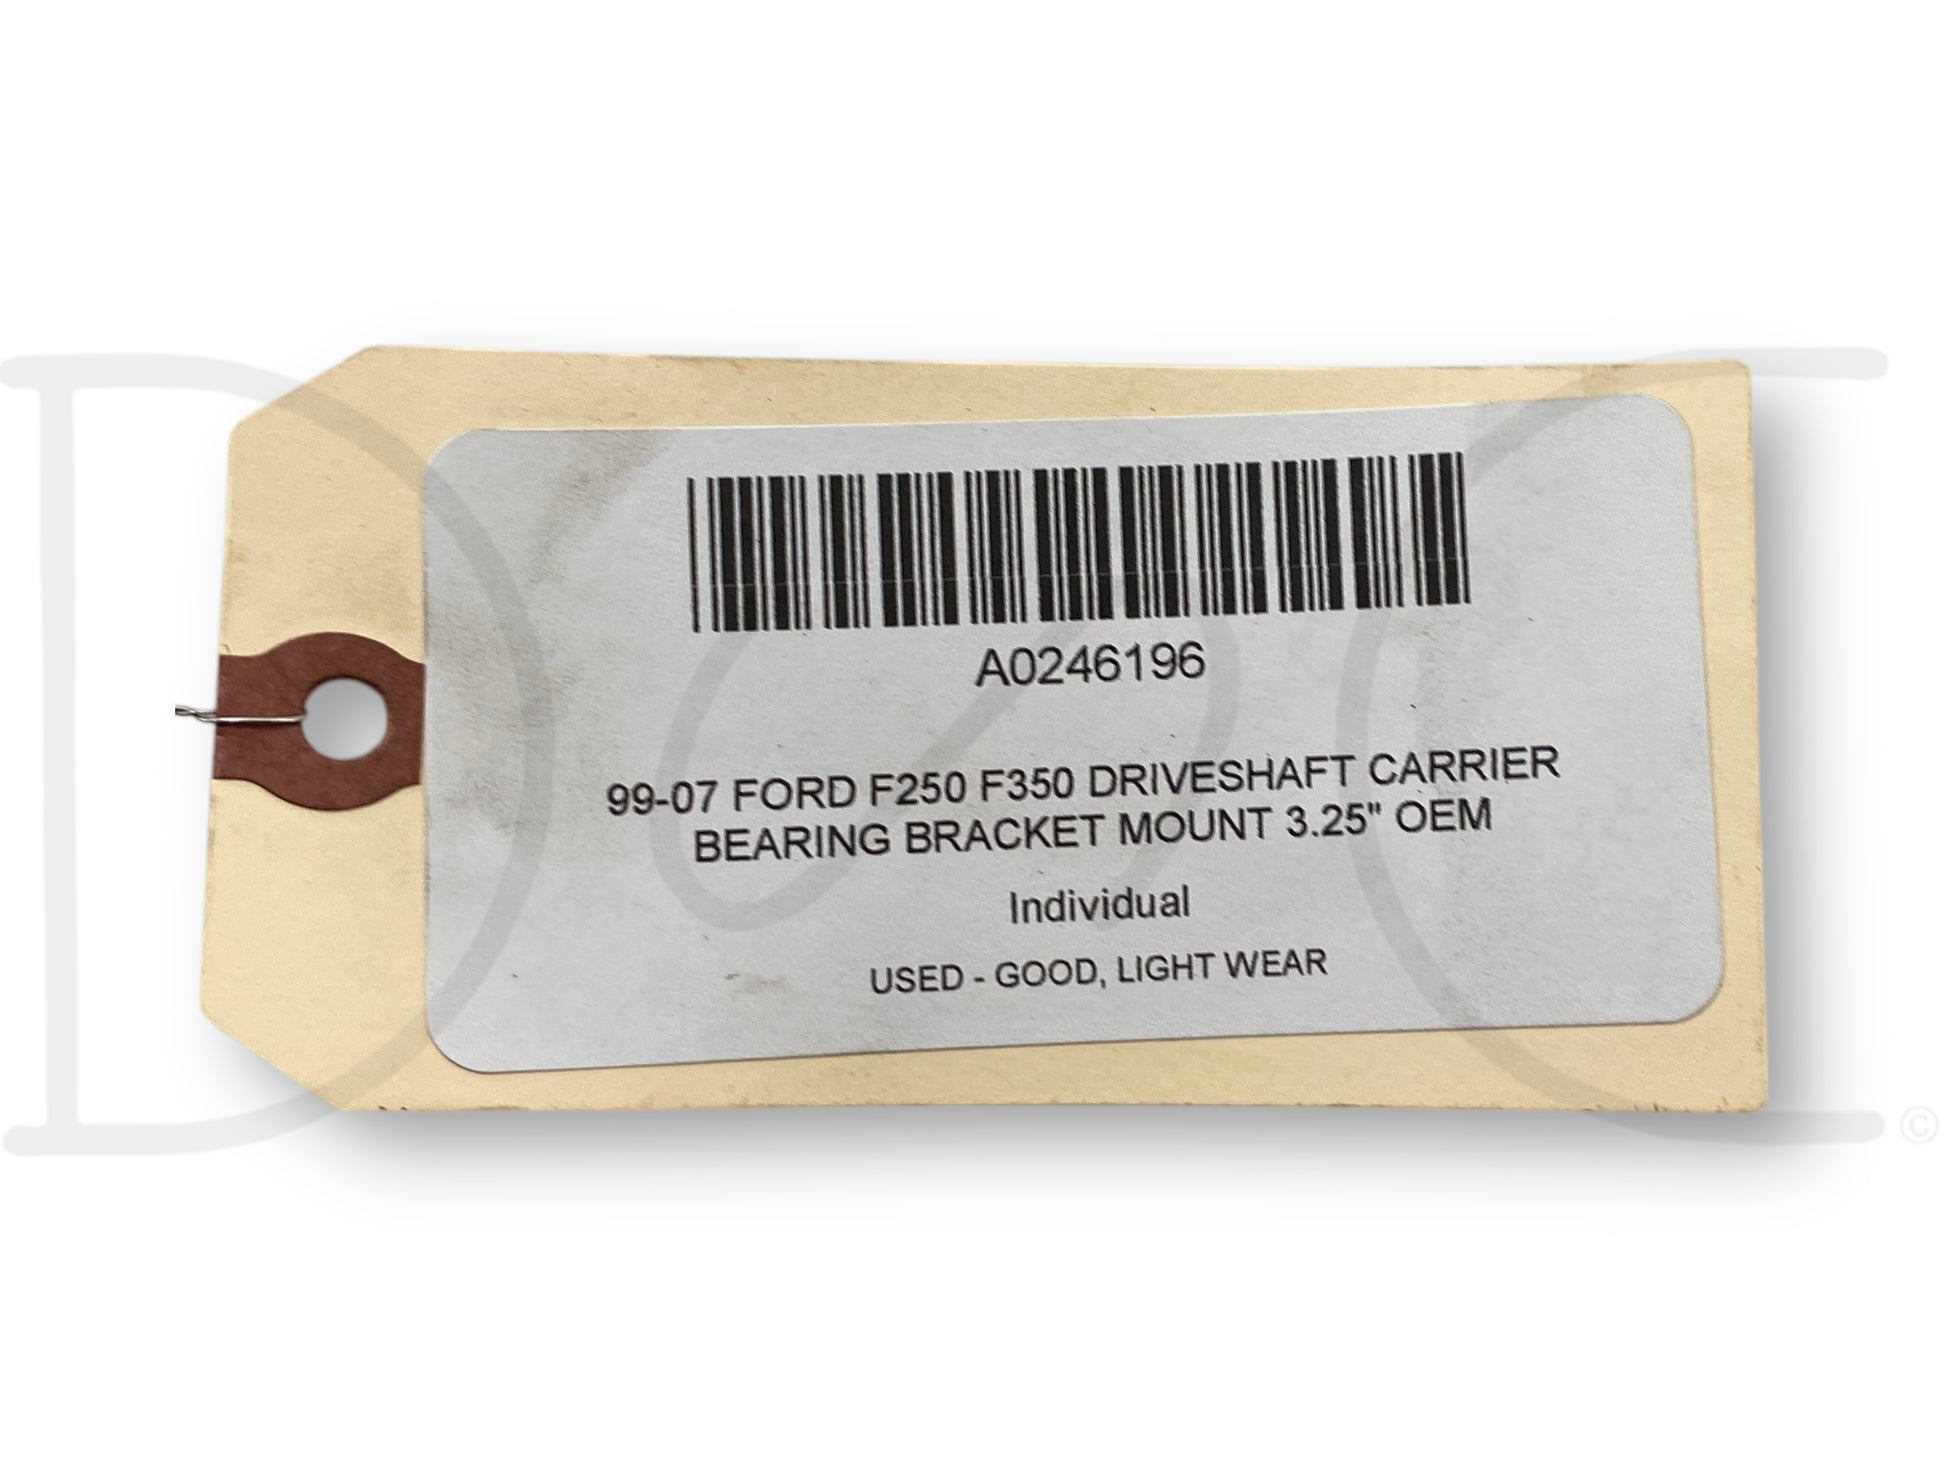 A0246196
99-07 FORD F250 F350 DRIVESHAFT CARRIER
BEARING BRACKET MOUNT 3.25" OEM
Individual
USED - GOOD, LIGHT WEAR
©